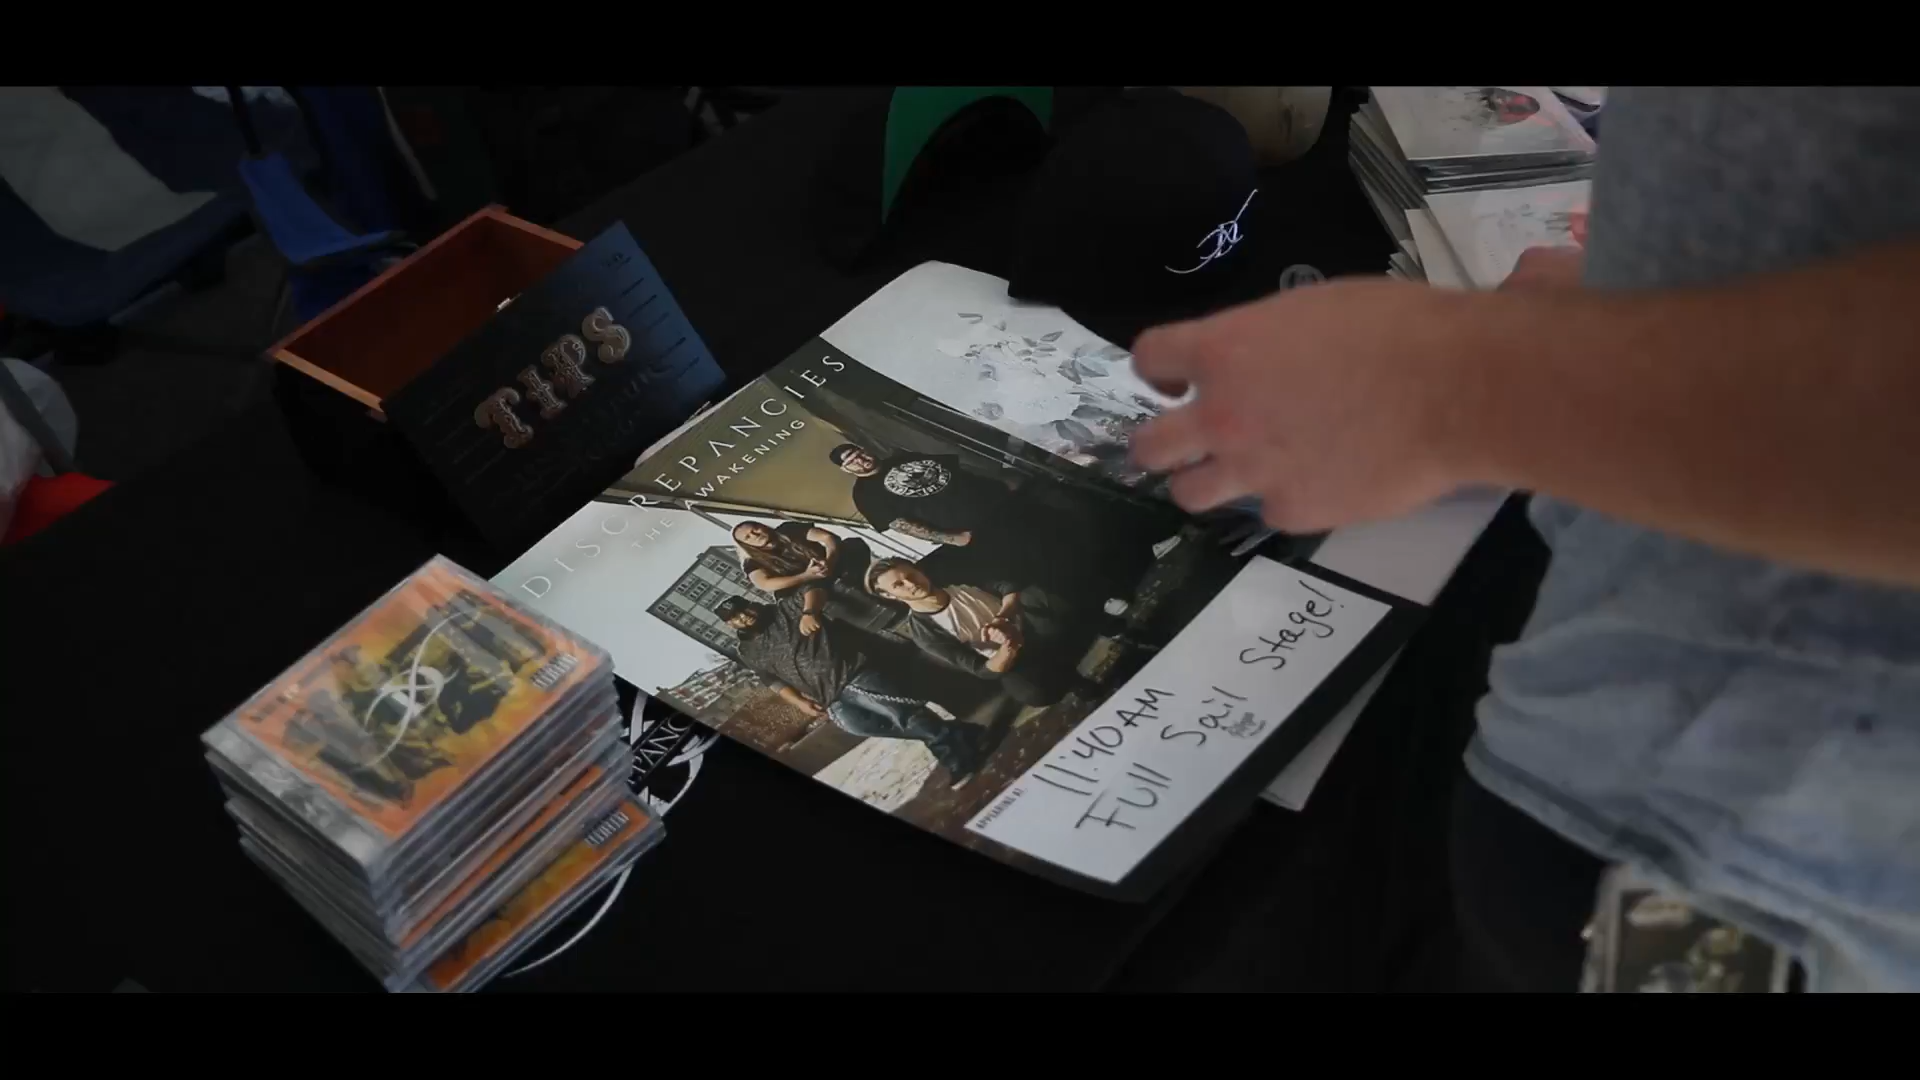 TIPS
DISCREPANCIES
THE AWAKENING
APPEARING AT:
11:40AM
Full Sail Stage!